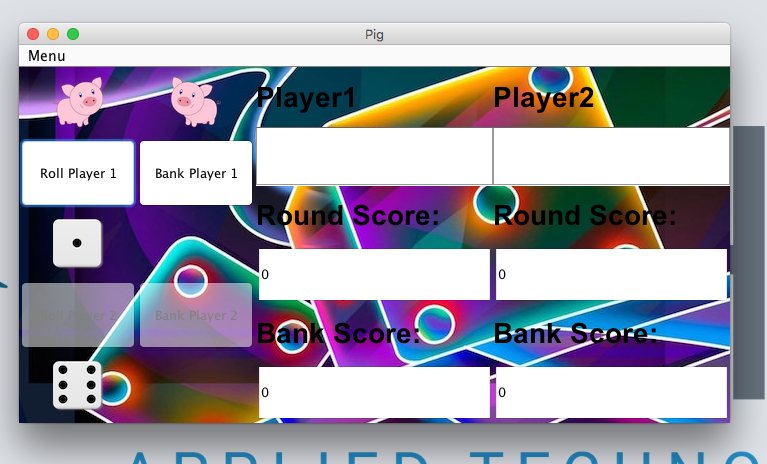 Pig
Menu
Player1 Player2
Roll Player 1 Bank Player 1
Round Score: Round Score:
0 0
Roll Player 2 Bank Player 2
Bank Score: Bank Score:
0 0
APPLIED TECHNO